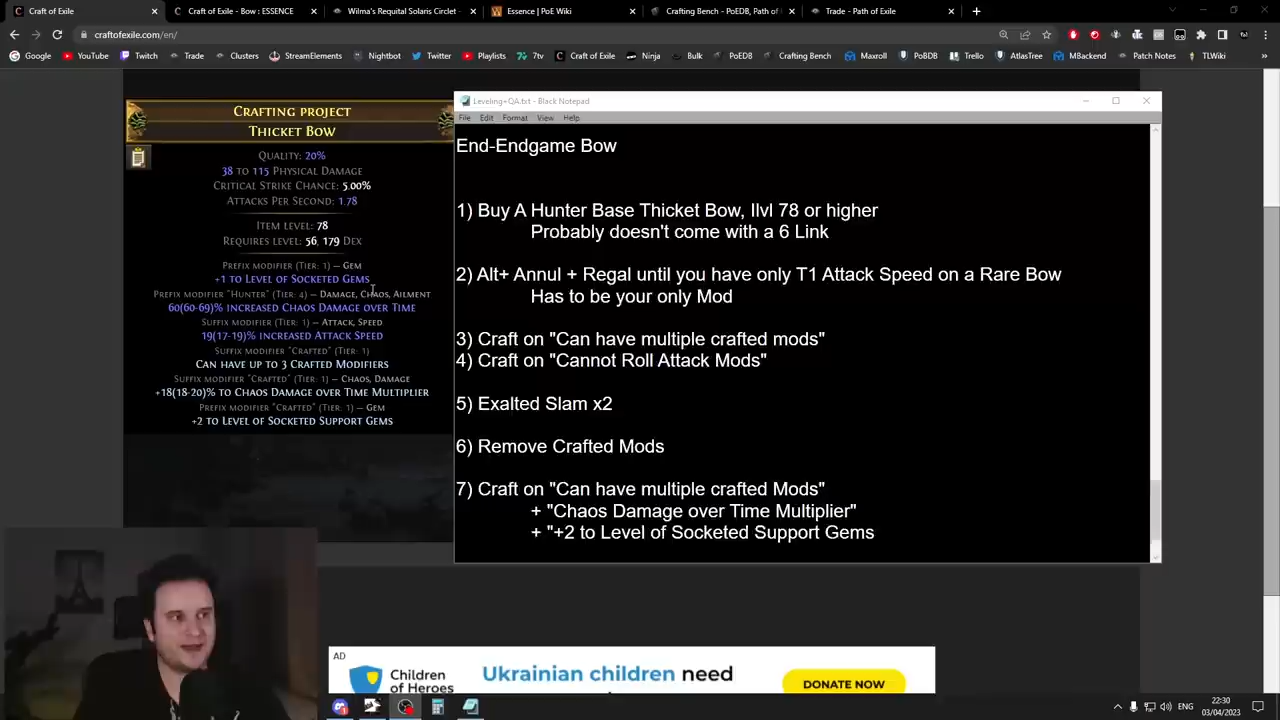 Craft of Exile
Craft of Exile - Bow : ESSENCE
Wilma's Requital Solaris Circlet -
Essence | PoE Wiki
Crafting Bench - PoEDB, Path of
Trade - Path of Exile
craftofexile.com/en/
Google
YouTube
Twitch
Trade
Clusters
StreamElements
Nightbot
Twitter
Playlists
7tv
Craft of Exile
Ninja
Bulk
PoEDB
Crafting Bench
Maxroll
PoBDB
Trello
AtlasTree
MBackend
Patch Notes
TLWiki
Crafting project
Thicket Bow
Quality: 20%
38 to 115 Physical Damage
Critical Strike Chance: 5.00%
Attacks Per Second: 1.78
Item Level: 78
Requires Level: 56, 179 Dex
Prefix modifier (Tier: 1) — Gem
+1 to Level of Socketed Gems
Prefix modifier "Hunter" (Tier: 4) — Damage, Chaos, Ailment
60(60-69)% increased Chaos Damage over Time
Suffix modifier (Tier: 1) — Attack, Speed
19(17-19)% increased Attack Speed
Suffix modifier "Crafted" (Tier: 1)
Can have up to 3 Crafted Modifiers
Suffix modifier "Crafted" (Tier: 1) — Chaos, Damage
+18(18-20)% to Chaos Damage over Time Multiplier
Prefix modifier "Crafted" (Tier: 1) — Gem
+2 to Level of Socketed Support Gems
Leveling+QA.txt - Black Notepad
File Edit Format View Help
End-Endgame Bow
1) Buy A Hunter Base Thicket Bow, Ilvl 78 or higher
Probably doesn't come with a 6 Link
2) Alt+ Annul + Regal until you have only T1 Attack Speed on a Rare Bow
Has to be your only Mod
3) Craft on "Can have multiple crafted mods"
4) Craft on "Cannot Roll Attack Mods"
5) Exalted Slam x2
6) Remove Crafted Mods
7) Craft on "Can have multiple crafted Mods"
+ "Chaos Damage over Time Multiplier"
+ "+2 to Level of Socketed Support Gems
AD
Children
of Heroes
Ukrainian children need
DONATE NOW
ENG
22:30
03/04/2023